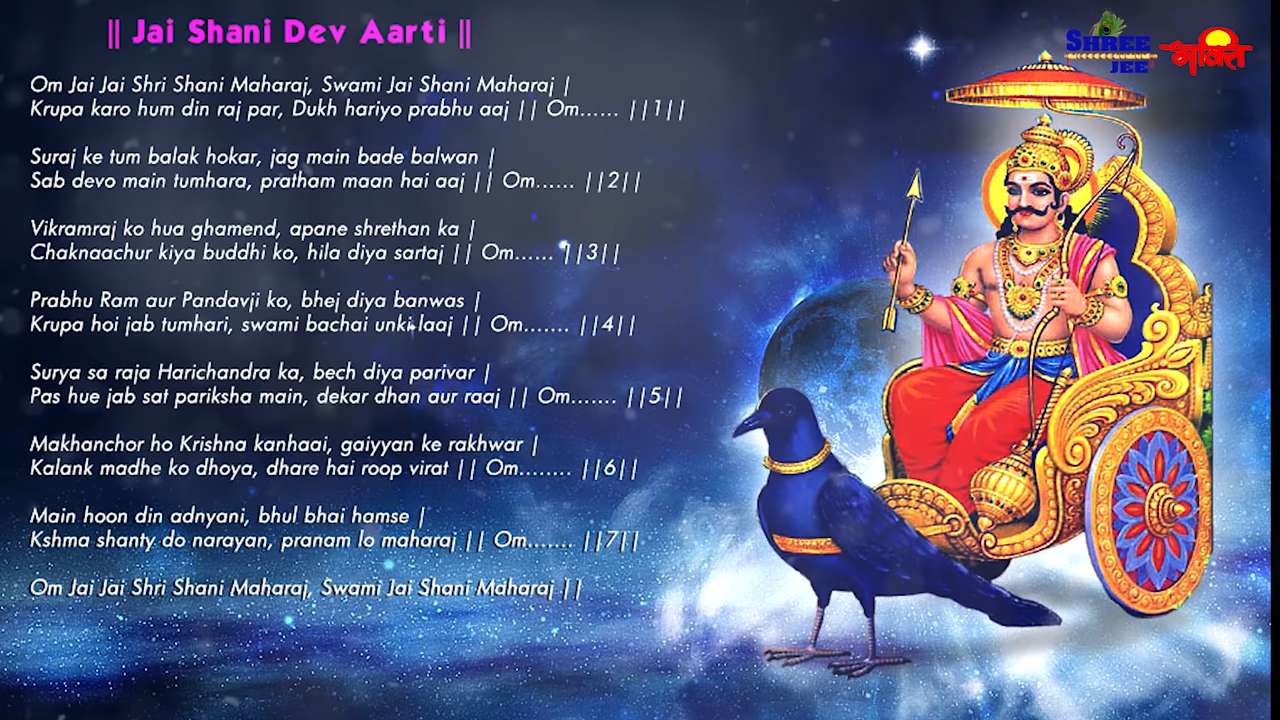 || Jai Shani Dev Aarti ||
SHREE
JEE
भक्ति
Om Jai Jai Shri Shani Maharaj, Swami Jai Shani Maharaj |
Krupa karo hum din raj par, Dukh hariyo prabhu aaj || Om...... ||1||
Suraj ke tum balak hokar, jag main bade balwan |
Sab devo main tumhara, pratham maan hai aaj || Om...... ||2||
Vikramraj ko hua ghamend, apane shrethan ka |
Chaknaachur kiya buddhi ko, hila diya sartaj || Om...... ||3||
Prabhu Ram aur Pandavji ko, bhej diya banwas |
Krupa hoi jab tumhari, swami bachai unki laaj || Om....... ||4||
Surya sa raja Harichandra ka, bech diya parivar |
Pas hue jab sat pariksha main, dekar dhan aur raaj || Om....... ||5||
Makhanchor ho Krishna kanhaai, gaiyyan ke rakhwar |
Kalank madhe ko dhoya, dhare hai roop virat || Om........ ||6||
Main hoon din adnyani, bhul bhai hamse |
Kshma shanty do narayan, pranam lo maharaj || Om....... ||7||
Om Jai Jai Shri Shani Maharaj, Swami Jai Shani Maharaj ||